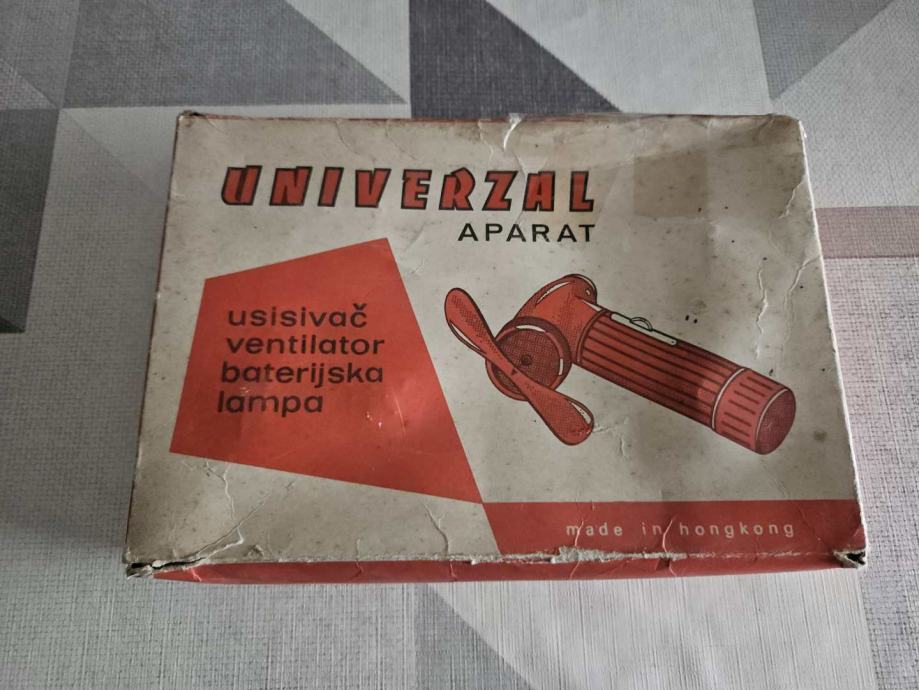 UNIVERZAL
APARAT
usisivač
ventilator
baterijska
lampa
made in hongkong